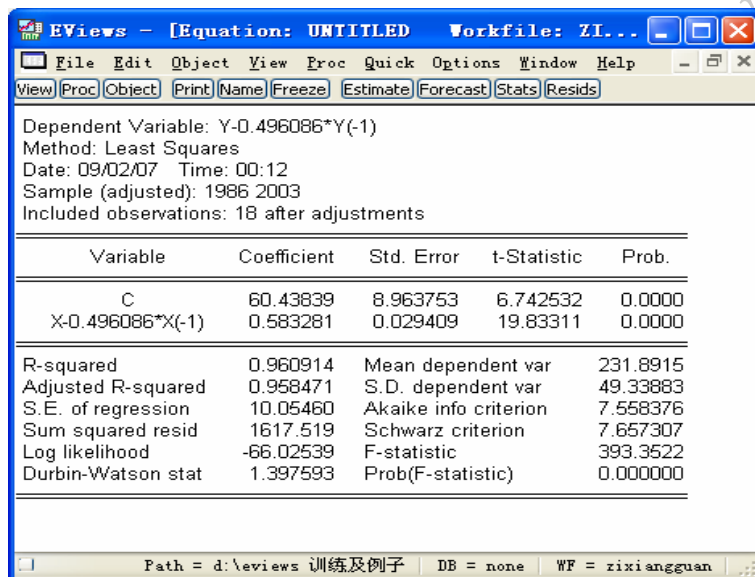 EViews - [Equation: UNTITLED Workfile: ZI...
File Edit Object View Proc Quick Options Window Help
View Proc Object Print Name Freeze Estimate Forecast Stats Resids
Dependent Variable: Y-0.496086*Y(-1)
Method: Least Squares
Date: 09/02/07 Time: 00:12
Sample (adjusted): 1986 2003
Included observations: 18 after adjustments
Variable Coefficient Std. Error t-Statistic Prob.
C 60.43839 8.963753 6.742532 0.0000
X-0.496086*X(-1) 0.583281 0.029409 19.83311 0.0000
R-squared 0.960914 Mean dependent var 231.8915
Adjusted R-squared 0.958471 S.D. dependent var 49.33883
S.E. of regression 10.05460 Akaike info criterion 7.558376
Sum squared resid 1617.519 Schwarz criterion 7.657307
Log likelihood -66.02539 F-statistic 393.3522
Durbin-Watson stat 1.397593 Prob(F-statistic) 0.000000
Path = d:\eviews 训练及例子 DB = none WF = zixiangguan